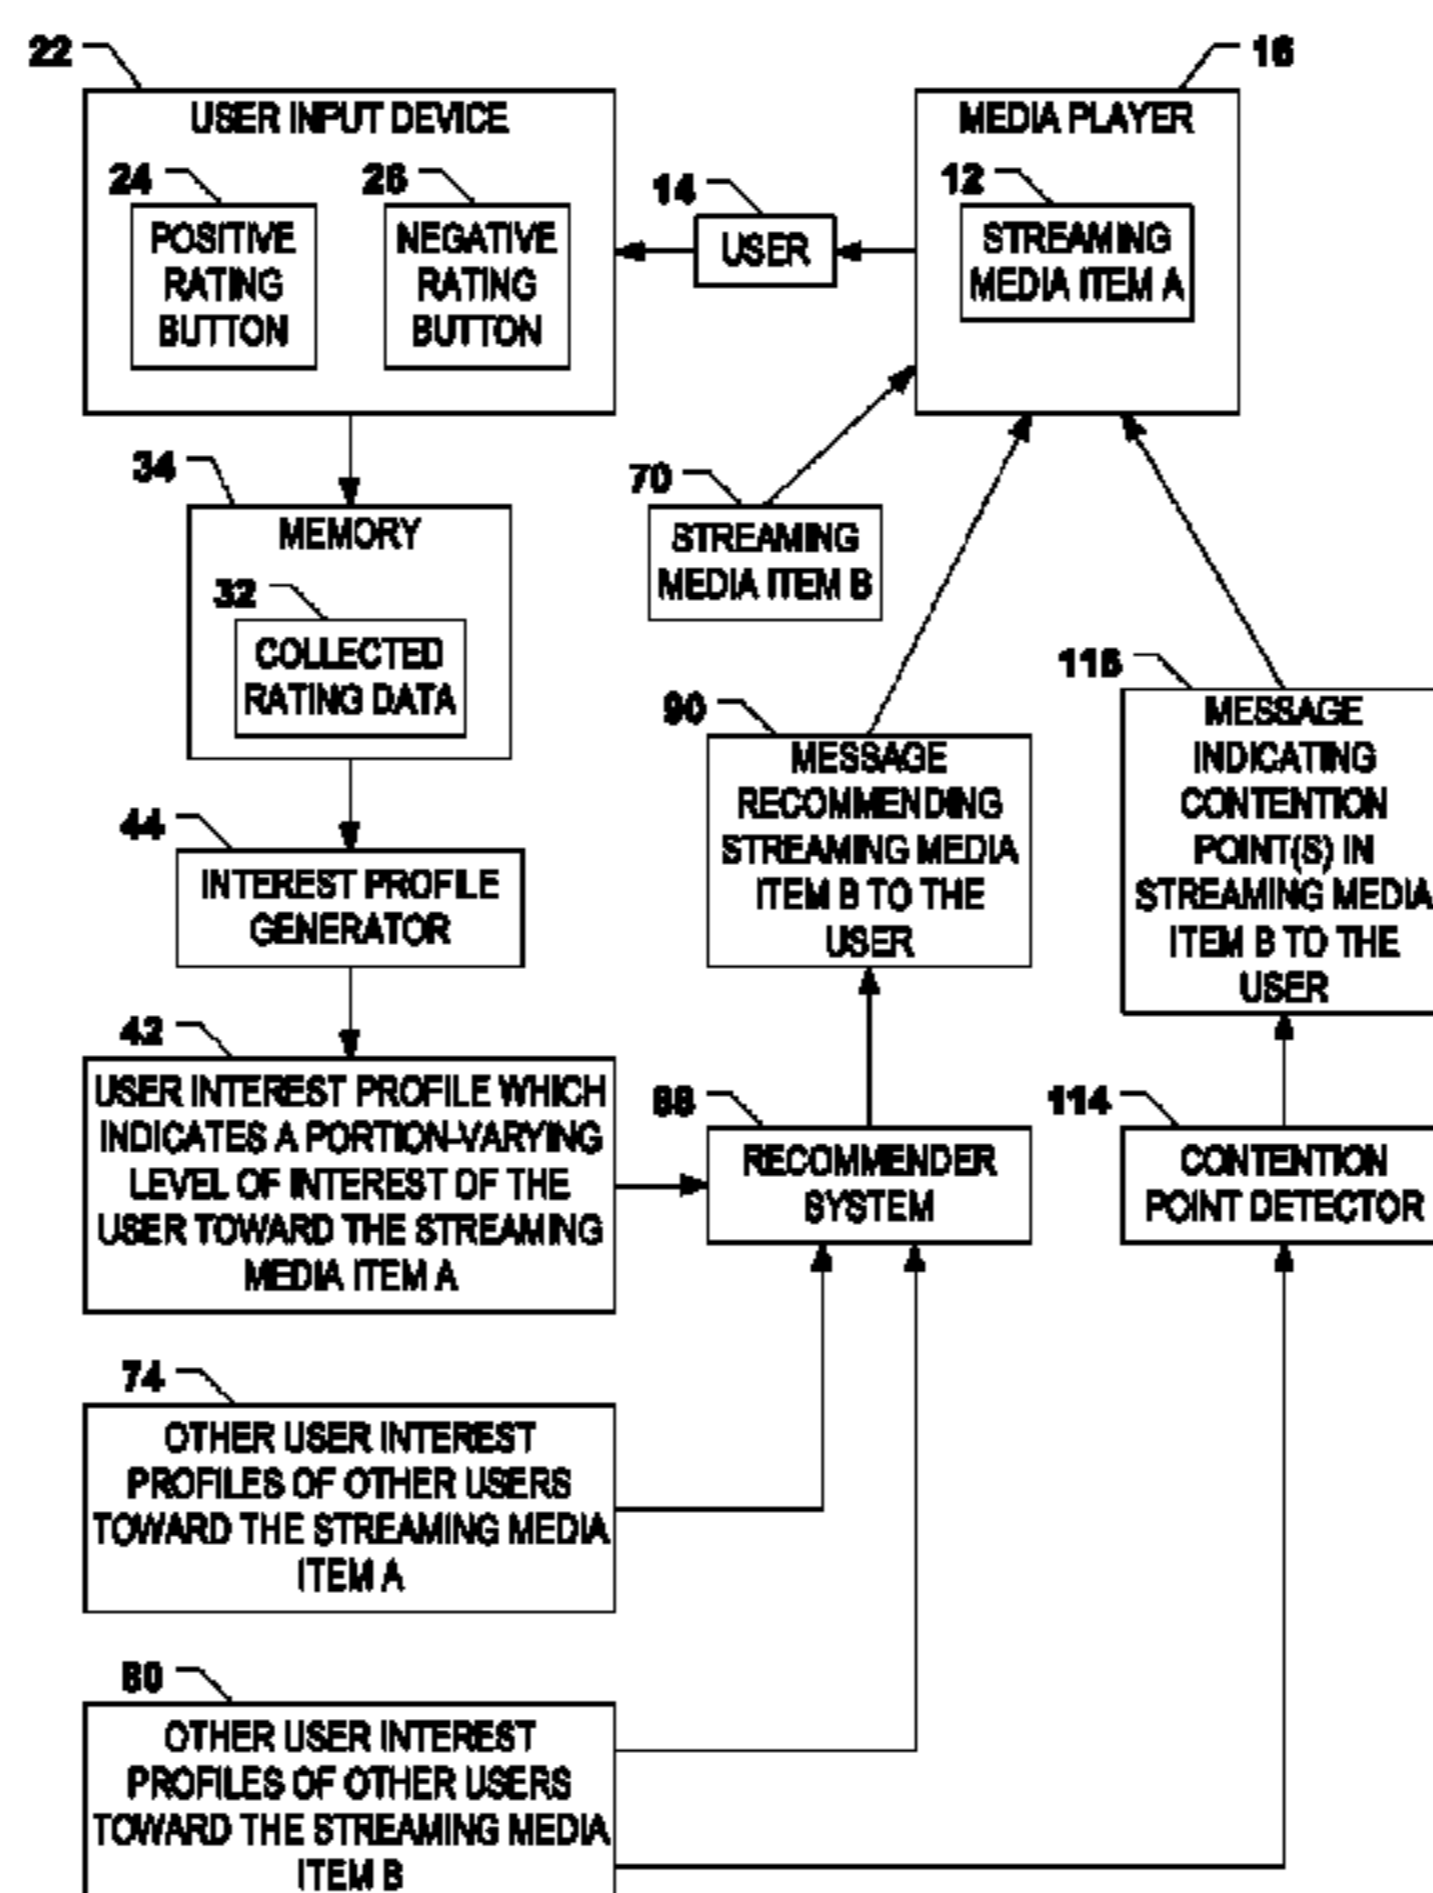 22
16
USER INPUT DEVICE
MEDIA PLAYER
24
26
14
12
POSITIVE
RATING
BUTTON
NEGATIVE
RATING
BUTTON
USER
STREAMING
MEDIA ITEM A
34
MEMORY
32
COLLECTED
RATING DATA
70
STREAMING
MEDIA ITEM B
116
MESSAGE
INDICATING
CONTENTION
POINT(S) IN
STREAMING MEDIA
ITEM B TO THE
USER
90
MESSAGE
RECOMMENDING
STREAMING MEDIA
ITEM B TO THE
USER
44
INTEREST PROFILE
GENERATOR
42
USER INTEREST PROFILE WHICH
INDICATES A PORTION-VARYING
LEVEL OF INTEREST OF THE
USER TOWARD THE STREAMING
MEDIA ITEM A
RECOMMENDER
SYSTEM
114
CONTENTION
POINT DETECTOR
74
OTHER USER INTEREST
PROFILES OF OTHER USERS
TOWARD THE STREAMING MEDIA
ITEM A
OTHER USER INTEREST
PROFILES OF OTHER USERS
TOWARD THE STREAMING MEDIA
ITEM B